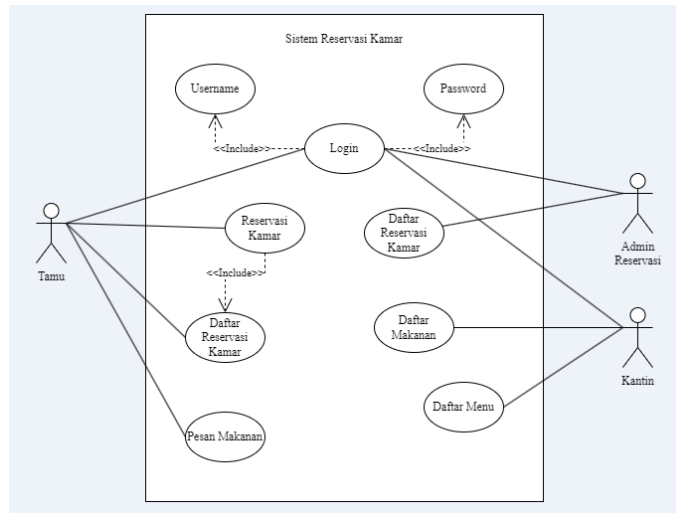 Sistem Reservasi Kamar
Username
Password
<<Include>>
Login
<<Include>>
Reservasi
Kamar
Daftar
Reservasi
Kamar
Admin
Reservasi
Tamu
<<Include>>
Daftar
Reservasi
Kamar
Daftar
Makanan
Kantin
Daftar Menu
Pesan Makanan